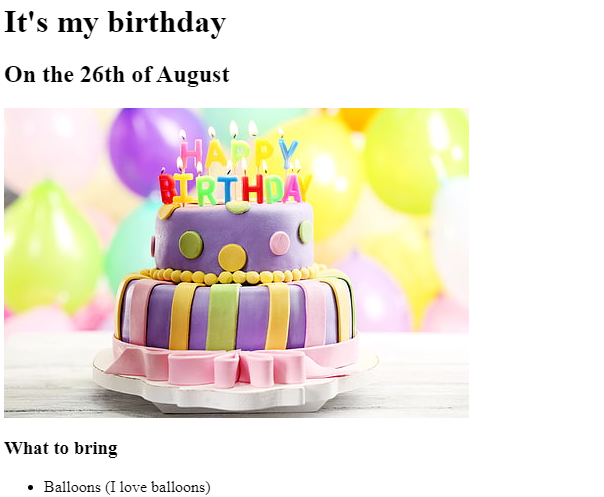 It's my birthday
On the 26th of August
HAPPY
BIRTHDAY
What to bring
Balloons (I love balloons)